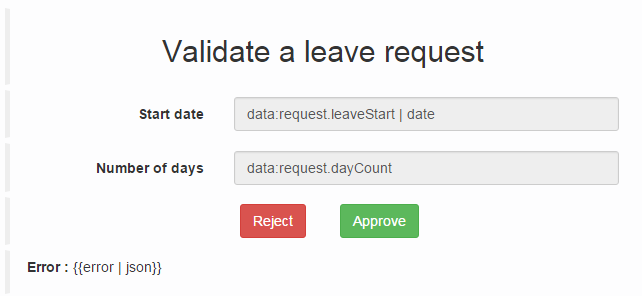 Validate a leave request
Start date data:request.leaveStart | date
Number of days data:request.dayCount
Reject Approve
Error : {{error | json}}